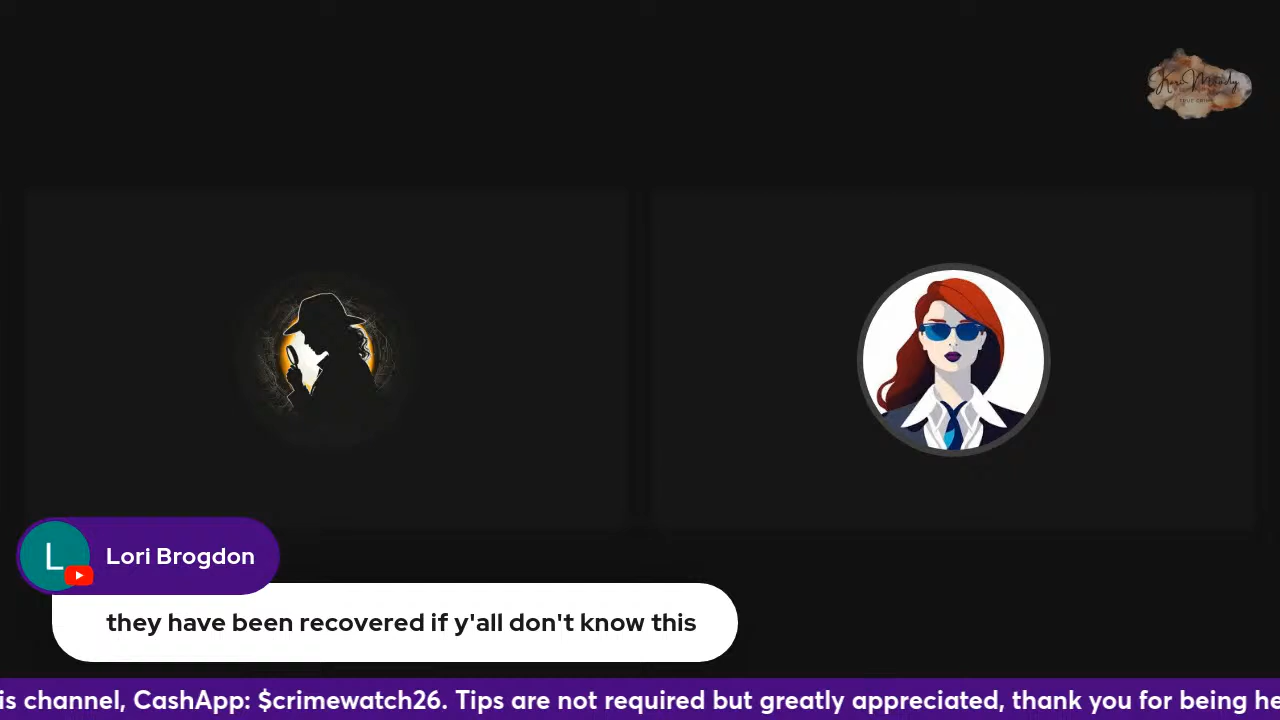 L
Lori Brogdon
they have been recovered if y'all don't know this
is channel, CashApp: $crimewatch26. Tips are not required but greatly appreciated, thank you for being he